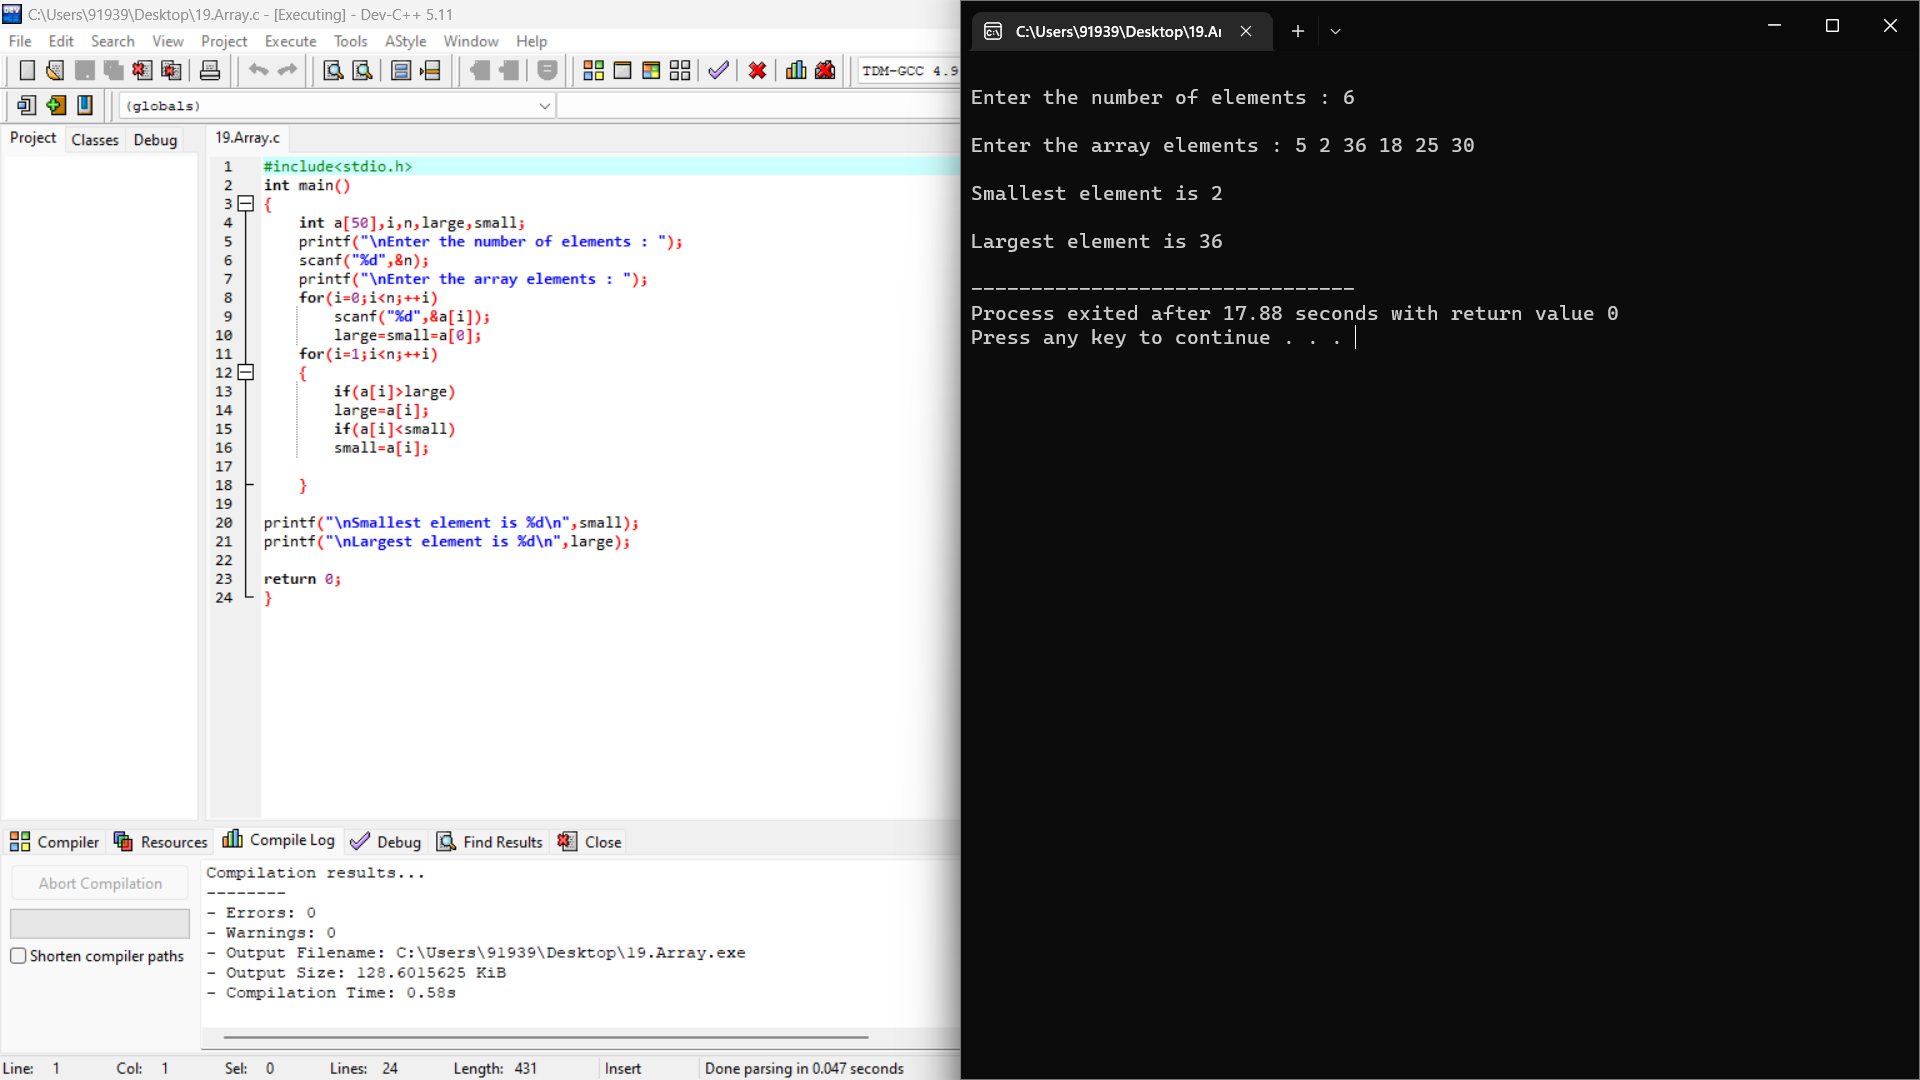 C:\Users\91939\Desktop\19.Array.c - [Executing] - Dev-C++ 5.11
File Edit Search View Project Execute Tools AStyle Window Help
TDM-GCC 4.9
(globals)
Project Classes Debug
19.Array.c
1 #include<stdio.h>
2 int main()
3 {
4 int a[50],i,n,large,small;
5 printf("\nEnter the number of elements : ");
6 scanf("%d",&n);
7 printf("\nEnter the array elements : ");
8 for(i=0;i<n;++i)
9 scanf("%d",&a[i]);
10 large=small=a[0];
11 for(i=1;i<n;++i)
12 {
13 if(a[i]>large)
14 large=a[i];
15 if(a[i]<small)
16 small=a[i];
17
18 }
19
20 printf("\nSmallest element is %d\n",small);
21 printf("\nLargest element is %d\n",large);
22
23 return 0;
24 }
Compiler Resources Compile Log Debug Find Results Close
Abort Compilation
Shorten compiler paths
Compilation results...
--------
- Errors: 0
- Warnings: 0
- Output Filename: C:\Users\91939\Desktop\19.Array.exe
- Output Size: 128.6015625 KiB
- Compilation Time: 0.58s
Line: 1 Col: 1 Sel: 0 Lines: 24 Length: 431 Insert Done parsing in 0.047 seconds
C:\Users\91939\Desktop\19.Ar
Enter the number of elements : 6
Enter the array elements : 5 2 36 18 25 30
Smallest element is 2
Largest element is 36
--------------------------------
Process exited after 17.88 seconds with return value 0
Press any key to continue . . .